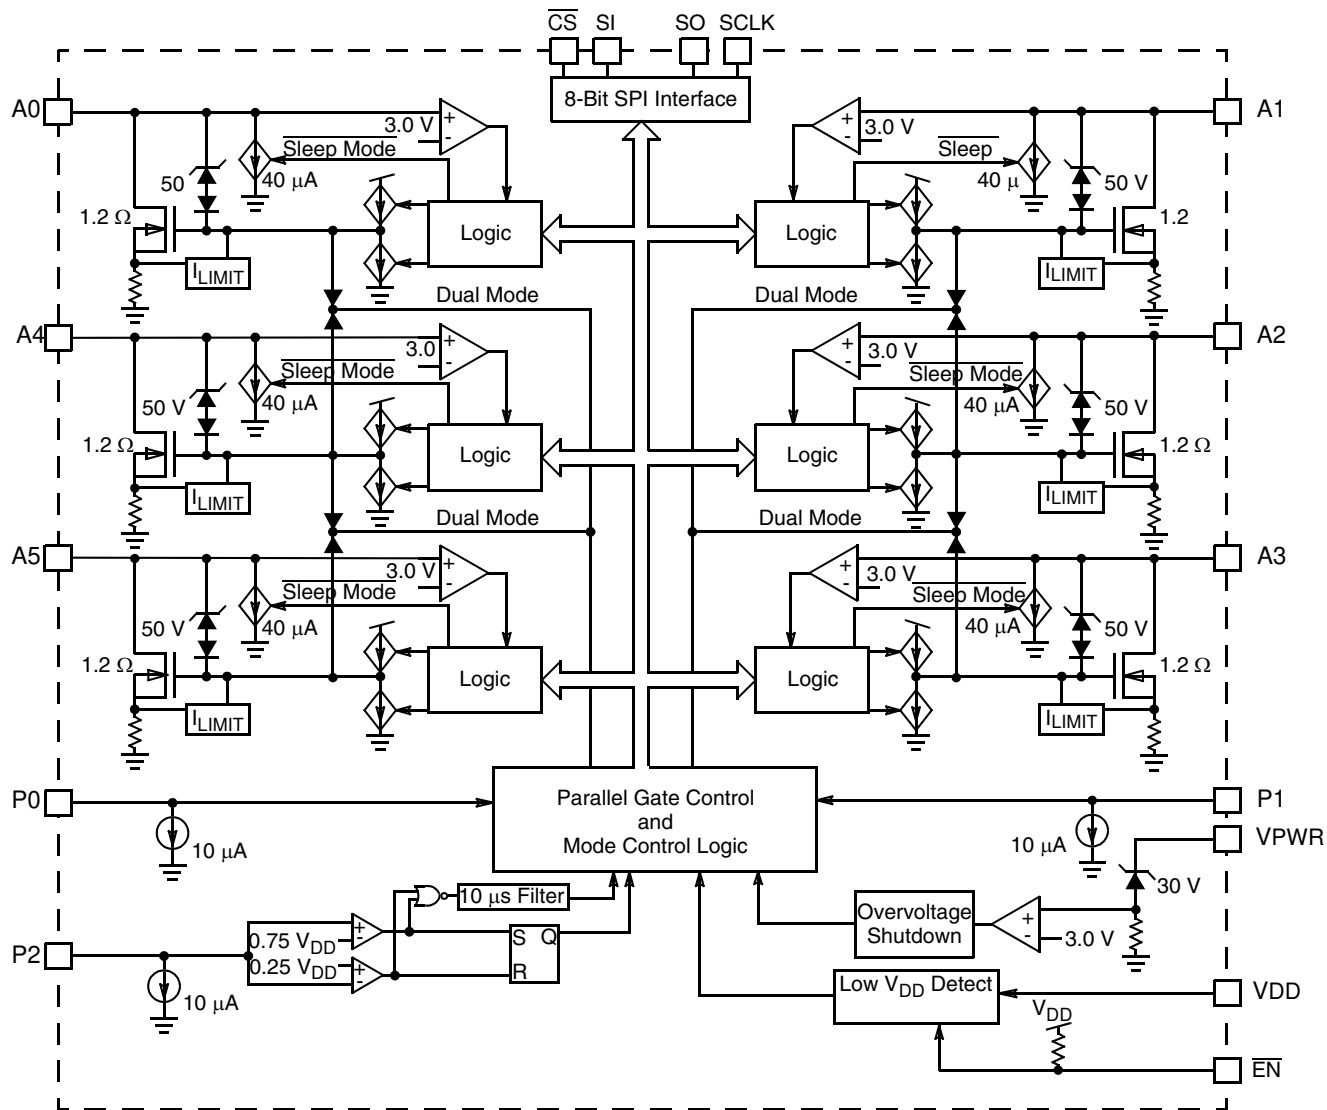 CS SI SO SCLK
8-Bit SPI Interface
A0
3.0 V
+
-
Sleep Mode
50
40 μA
1.2 Ω
Logic
ILIMIT
Dual Mode
A1
+
-
3.0 V
Sleep
40 μ
50 V
1.2
Logic
ILIMIT
Dual Mode
A4
3.0
+
-
Sleep Mode
50 V
40 μA
1.2 Ω
Logic
ILIMIT
Dual Mode
A2
+
-
3.0 V
Sleep Mode
40 μA
50 V
1.2 Ω
Logic
ILIMIT
Dual Mode
A5
3.0 V
+
-
Sleep Mode
50 V
40 μA
1.2 Ω
Logic
ILIMIT
A3
+
-
3.0 V
Sleep Mode
40 μA
50 V
1.2 Ω
Logic
ILIMIT
P0
10 μA
Parallel Gate Control
and
Mode Control Logic
P1
10 μA
VPWR
30 V
10 μs Filter
Overvoltage
Shutdown
+
-
3.0 V
P2
10 μA
0.75 VDD
+
-
0.25 VDD
+
-
S Q
R
Low VDD Detect
VDD
VDD
EN